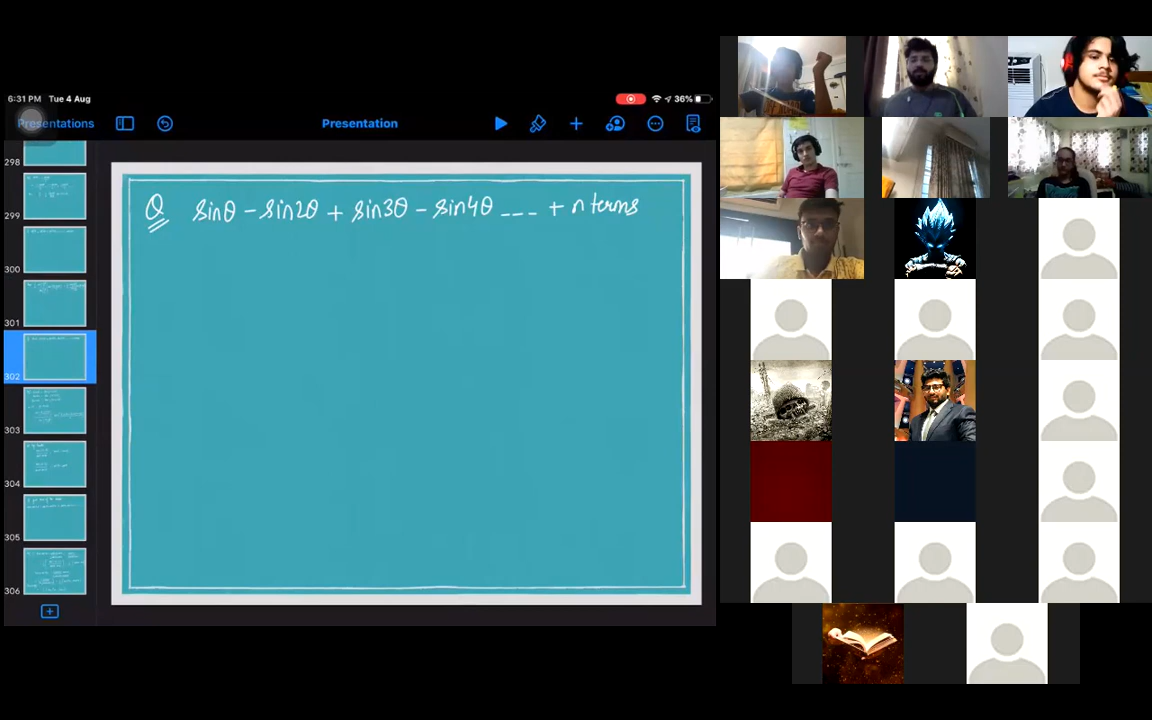 6:31 PM Tue 4 Aug
36%
Presentations
Presentation
Q sinθ - sin2θ + sin3θ - sin4θ --- + n terms
298
299
300
301
302
303
304
305
306